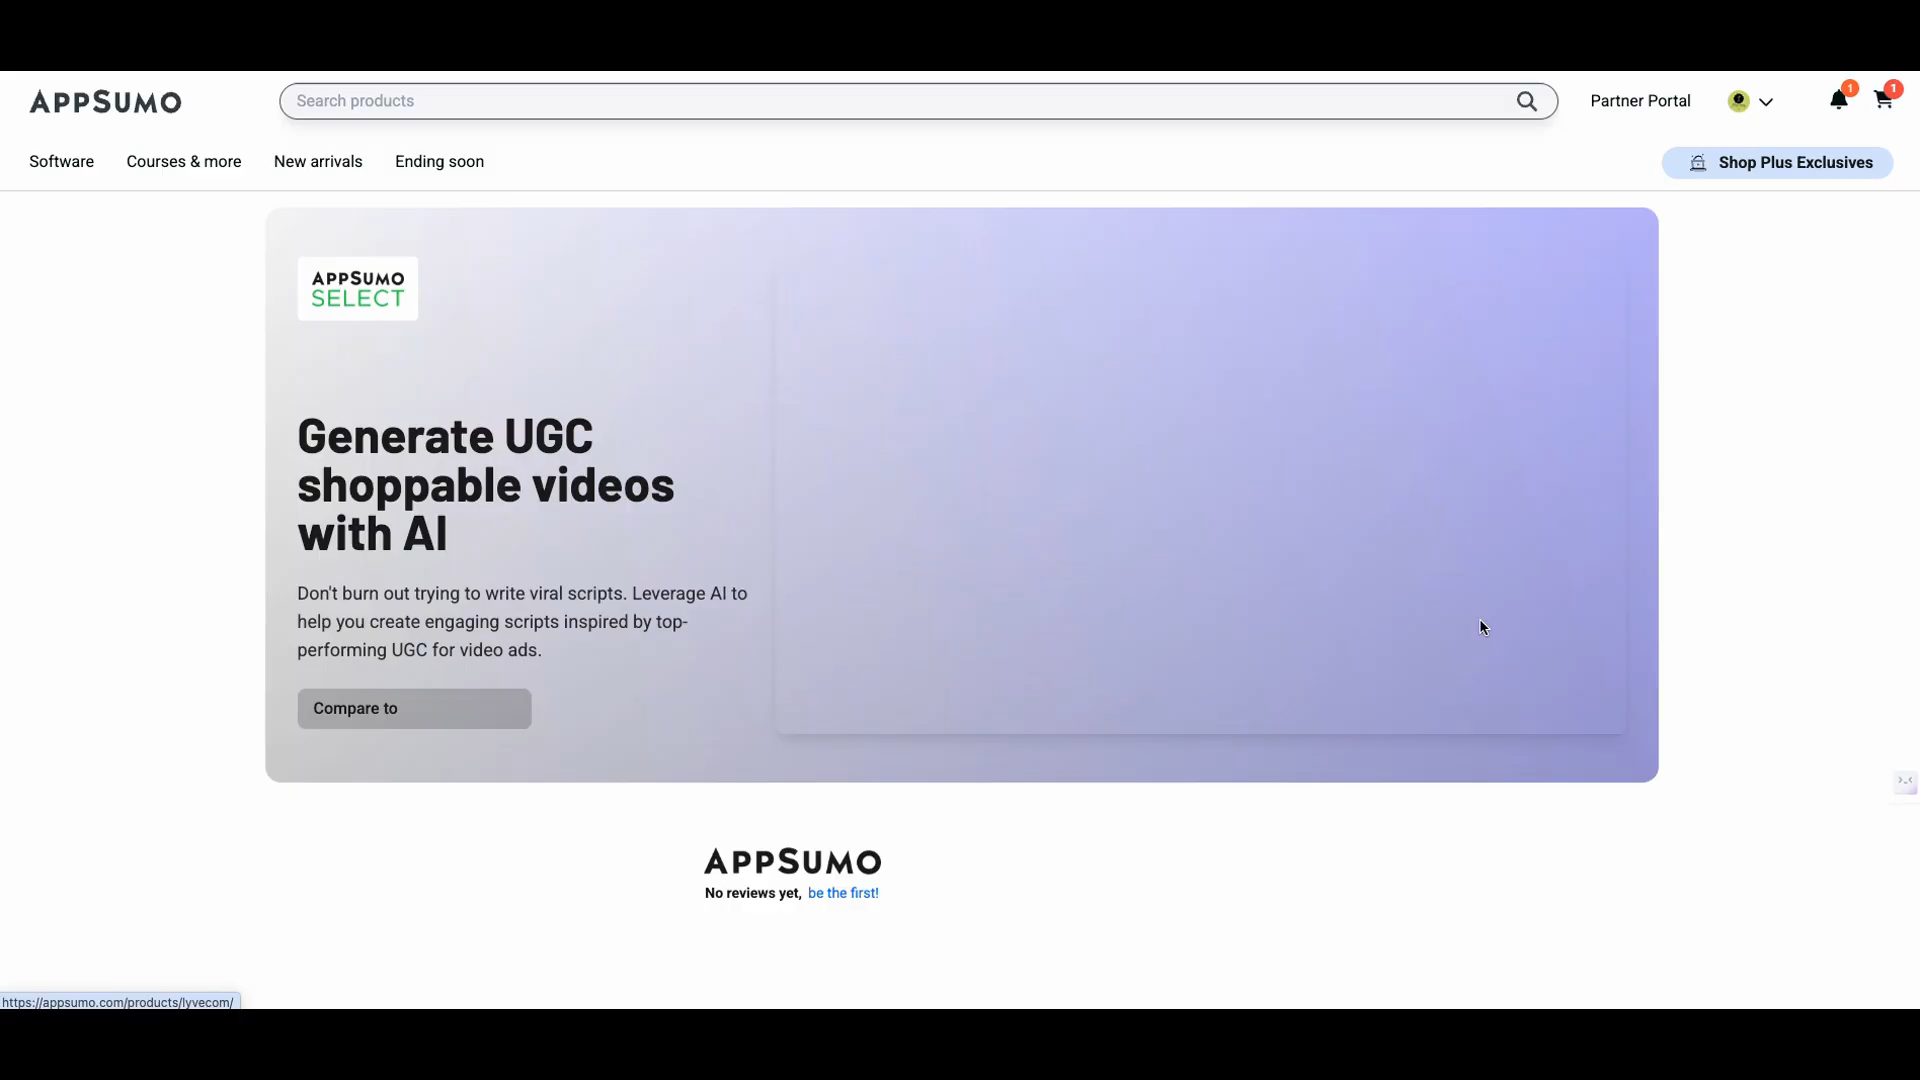 APPSUMO
Search products
Partner Portal
1
1
Software
Courses & more
New arrivals
Ending soon
Shop Plus Exclusives
APPSUMO
SELECT
Generate UGC
shoppable videos
with AI
Don't burn out trying to write viral scripts. Leverage AI to
help you create engaging scripts inspired by top-
performing UGC for video ads.
Compare to
APPSUMO
No reviews yet, be the first!
https://appsumo.com/products/lyvecom/